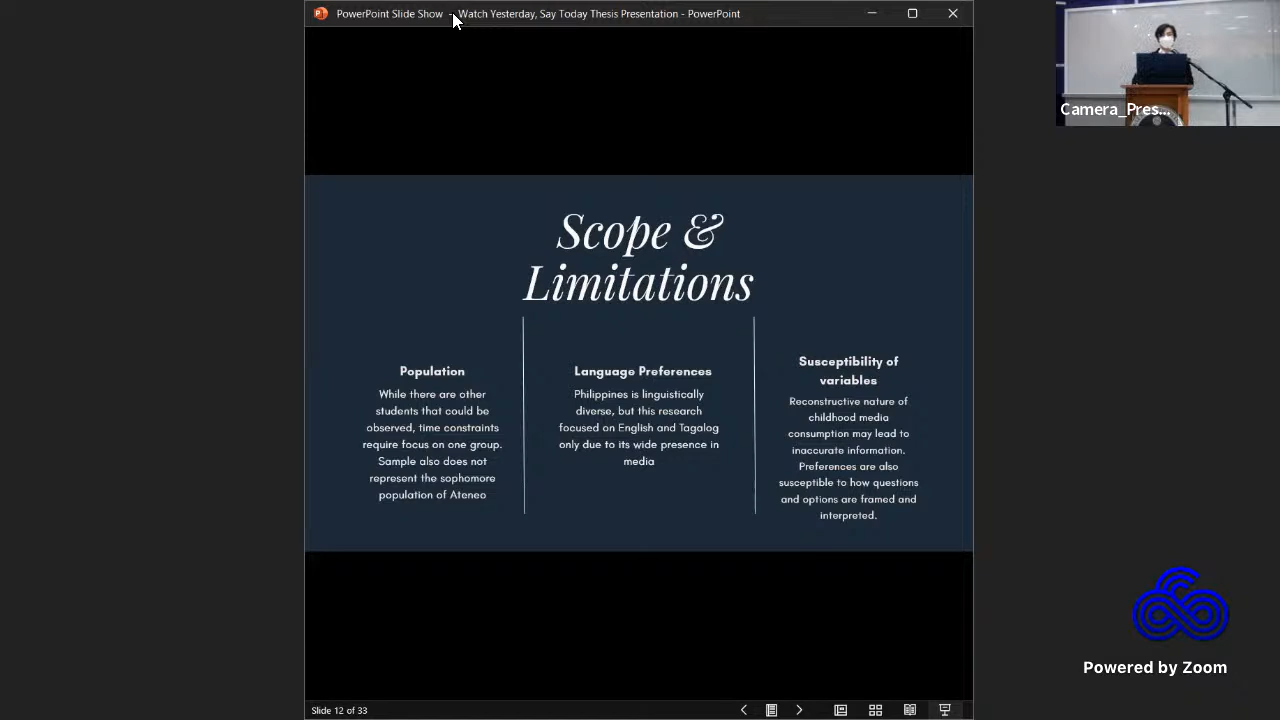 PowerPoint Slide Show - Watch Yesterday, Say Today Thesis Presentation - PowerPoint
Camera_Pres...
Scope &
Limitations
Population
While there are other
students that could be
observed, time constraints
require focus on one group.
Sample also does not
represent the sophomore
population of Ateneo
Language Preferences
Philippines is linguistically
diverse, but this research
focused on English and Tagalog
only due to its wide presence in
media
Susceptibility of
variables
Reconstructive nature of
childhood media
consumption may lead to
inaccurate information.
Preferences are also
susceptible to how questions
and options are framed and
interpreted.
Powered by Zoom
Slide 12 of 33